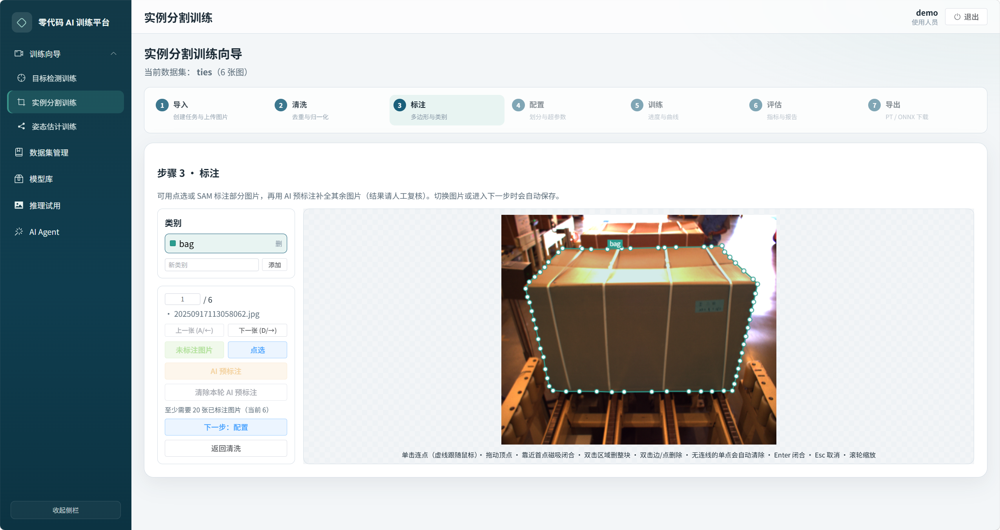 零代码 AI 训练平台
训练向导
目标检测训练
实例分割训练
姿态估计训练
数据集管理
模型库
推理试用
AI Agent
收起侧栏
实例分割训练
demo
使用人员
退出
实例分割训练向导
当前数据集： ties（6 张图）
1 导入
创建任务与上传图片
2 清洗
去重与归一化
3 标注
多边形与类别
4 配置
划分与超参数
5 训练
进度与曲线
6 评估
指标与报告
7 导出
PT / ONNX 下载
步骤 3 · 标注
可用点选或 SAM 标注部分图片，再用 AI 预标注补全其余图片（结果请人工复核）。切换图片或进入下一步时会自动保存。
类别
bag 删
新类别 添加
1 / 6
· 20250917113058062.jpg
上一张 (A/←) 下一张 (D/→)
未标注图片 点选
AI 预标注
清除本轮 AI 预标注
至少需要 20 张已标注图片（当前 6）
下一步：配置
返回清洗
bag
单击连点（虚线跟随鼠标）· 拖动顶点 · 靠近首点磁吸闭合 · 双击区域删整块 · 双击边/点删除 · 无连线的单点会自动清除 · Enter 闭合 · Esc 取消 · 滚轮缩放